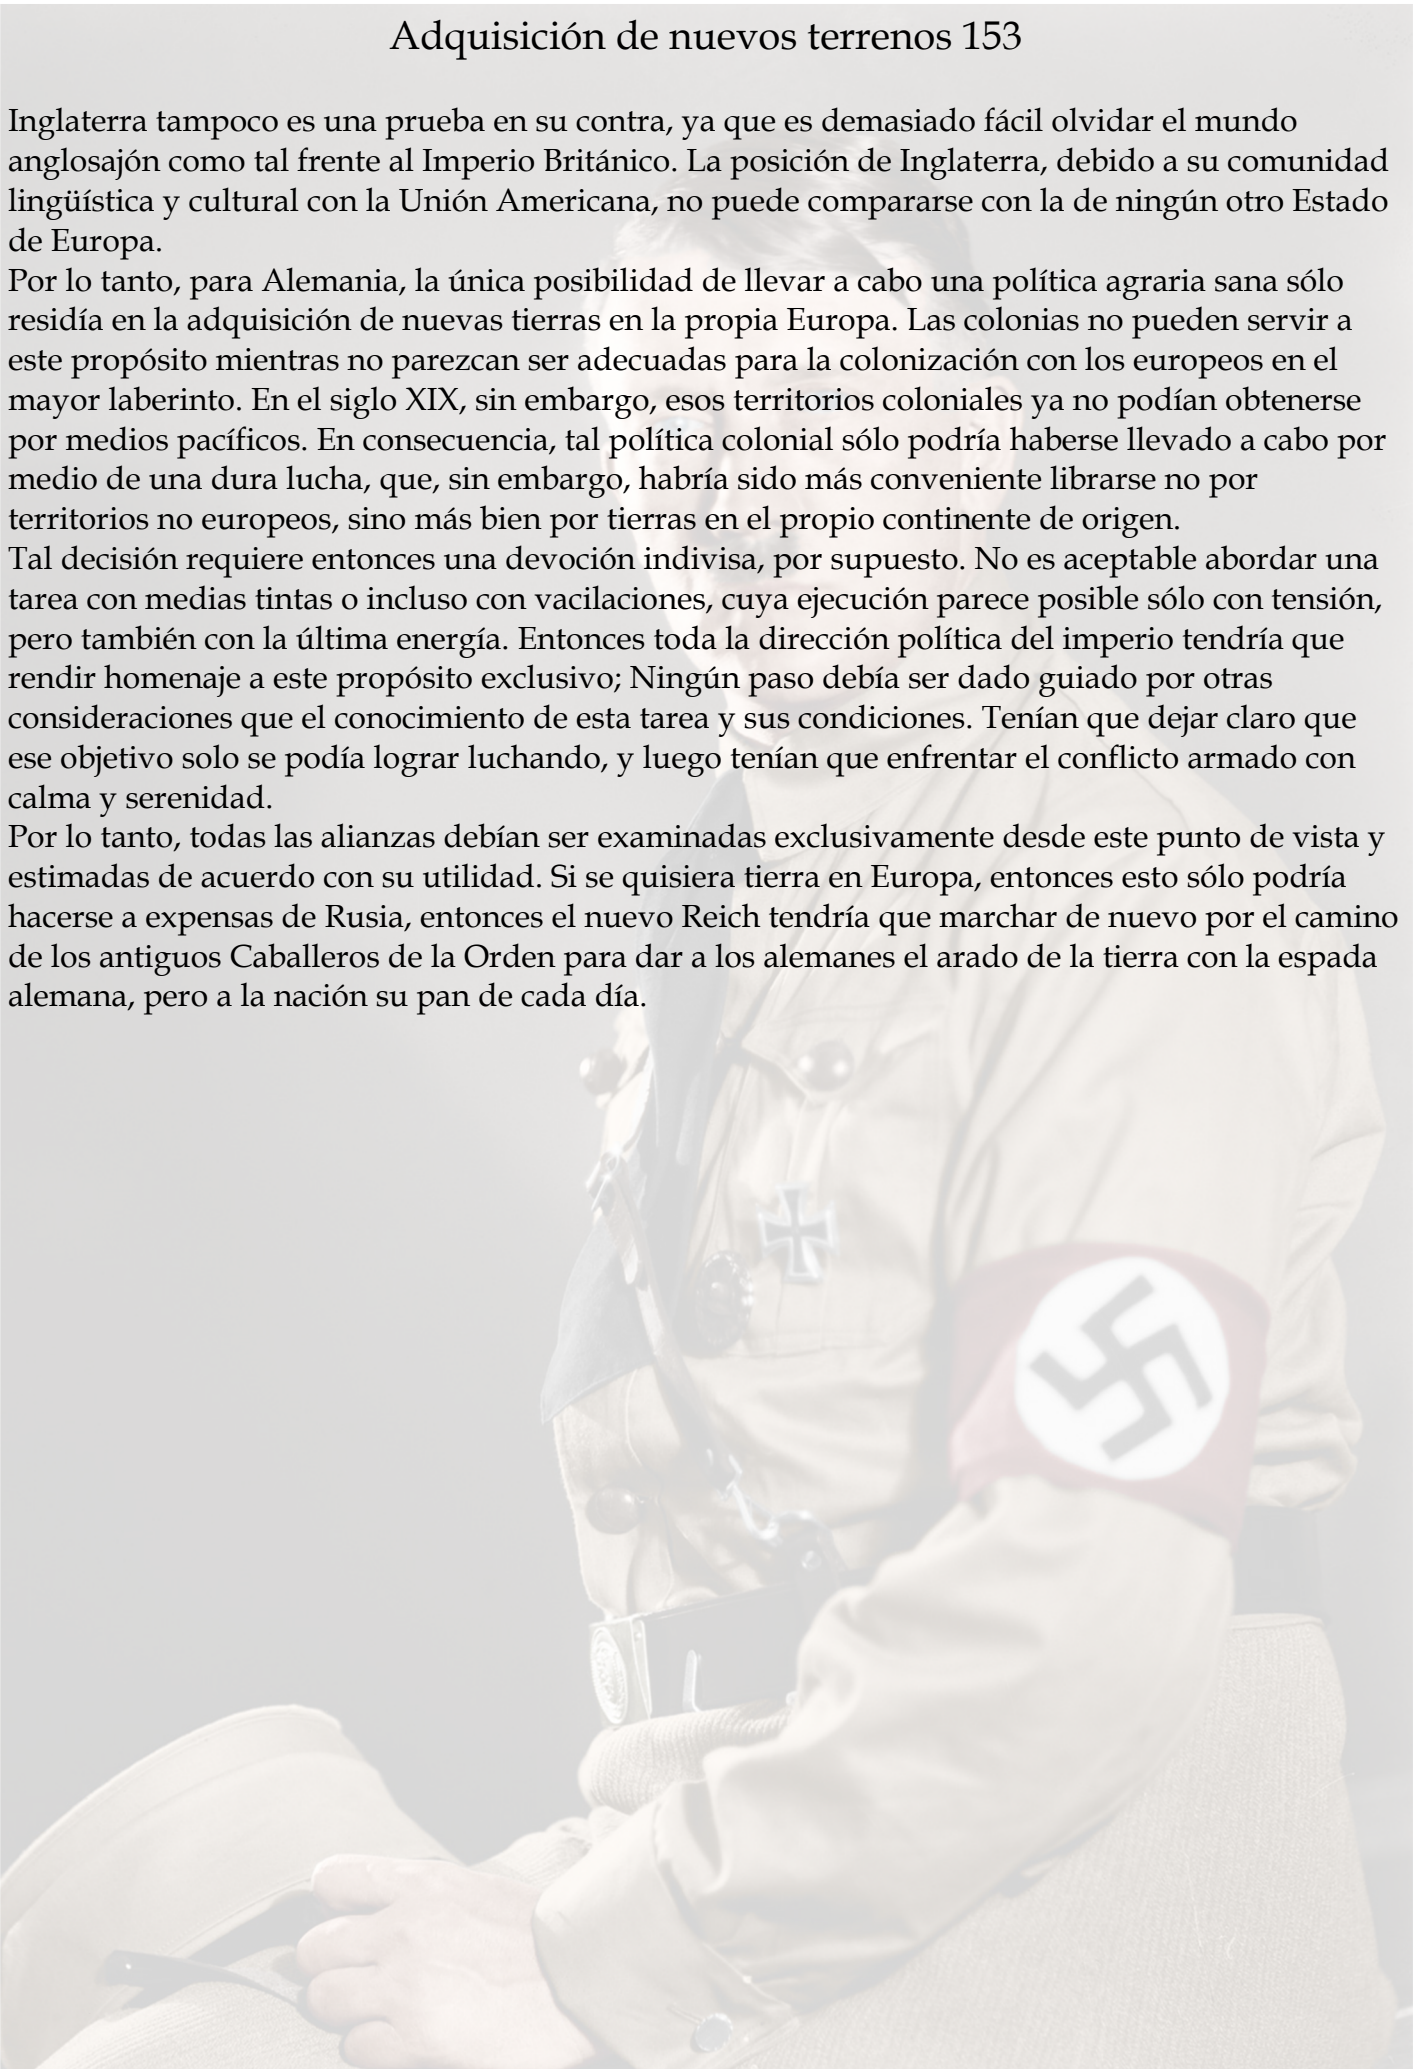 Adquisición de nuevos terrenos 153
Inglaterra tampoco es una prueba en su contra, ya que es demasiado fácil olvidar el mundo
anglosajón como tal frente al Imperio Británico. La posición de Inglaterra, debido a su comunidad
lingüística y cultural con la Unión Americana, no puede compararse con la de ningún otro Estado
de Europa.
Por lo tanto, para Alemania, la única posibilidad de llevar a cabo una política agraria sana sólo
residía en la adquisición de nuevas tierras en la propia Europa. Las colonias no pueden servir a
este propósito mientras no parezcan ser adecuadas para la colonización con los europeos en el
mayor laberinto. En el siglo XIX, sin embargo, esos territorios coloniales ya no podían obtenerse
por medios pacíficos. En consecuencia, tal política colonial sólo podría haberse llevado a cabo por
medio de una dura lucha, que, sin embargo, habría sido más conveniente librarse no por
territorios no europeos, sino más bien por tierras en el propio continente de origen.
Tal decisión requiere entonces una devoción indivisa, por supuesto. No es aceptable abordar una
tarea con medias tintas o incluso con vacilaciones, cuya ejecución parece posible sólo con tensión,
pero también con la última energía. Entonces toda la dirección política del imperio tendría que
rendir homenaje a este propósito exclusivo; Ningún paso debía ser dado guiado por otras
consideraciones que el conocimiento de esta tarea y sus condiciones. Tenían que dejar claro que
ese objetivo solo se podía lograr luchando, y luego tenían que enfrentar el conflicto armado con
calma y serenidad.
Por lo tanto, todas las alianzas debían ser examinadas exclusivamente desde este punto de vista y
estimadas de acuerdo con su utilidad. Si se quisiera tierra en Europa, entonces esto sólo podría
hacerse a expensas de Rusia, entonces el nuevo Reich tendría que marchar de nuevo por el camino
de los antiguos Caballeros de la Orden para dar a los alemanes el arado de la tierra con la espada
alemana, pero a la nación su pan de cada día.